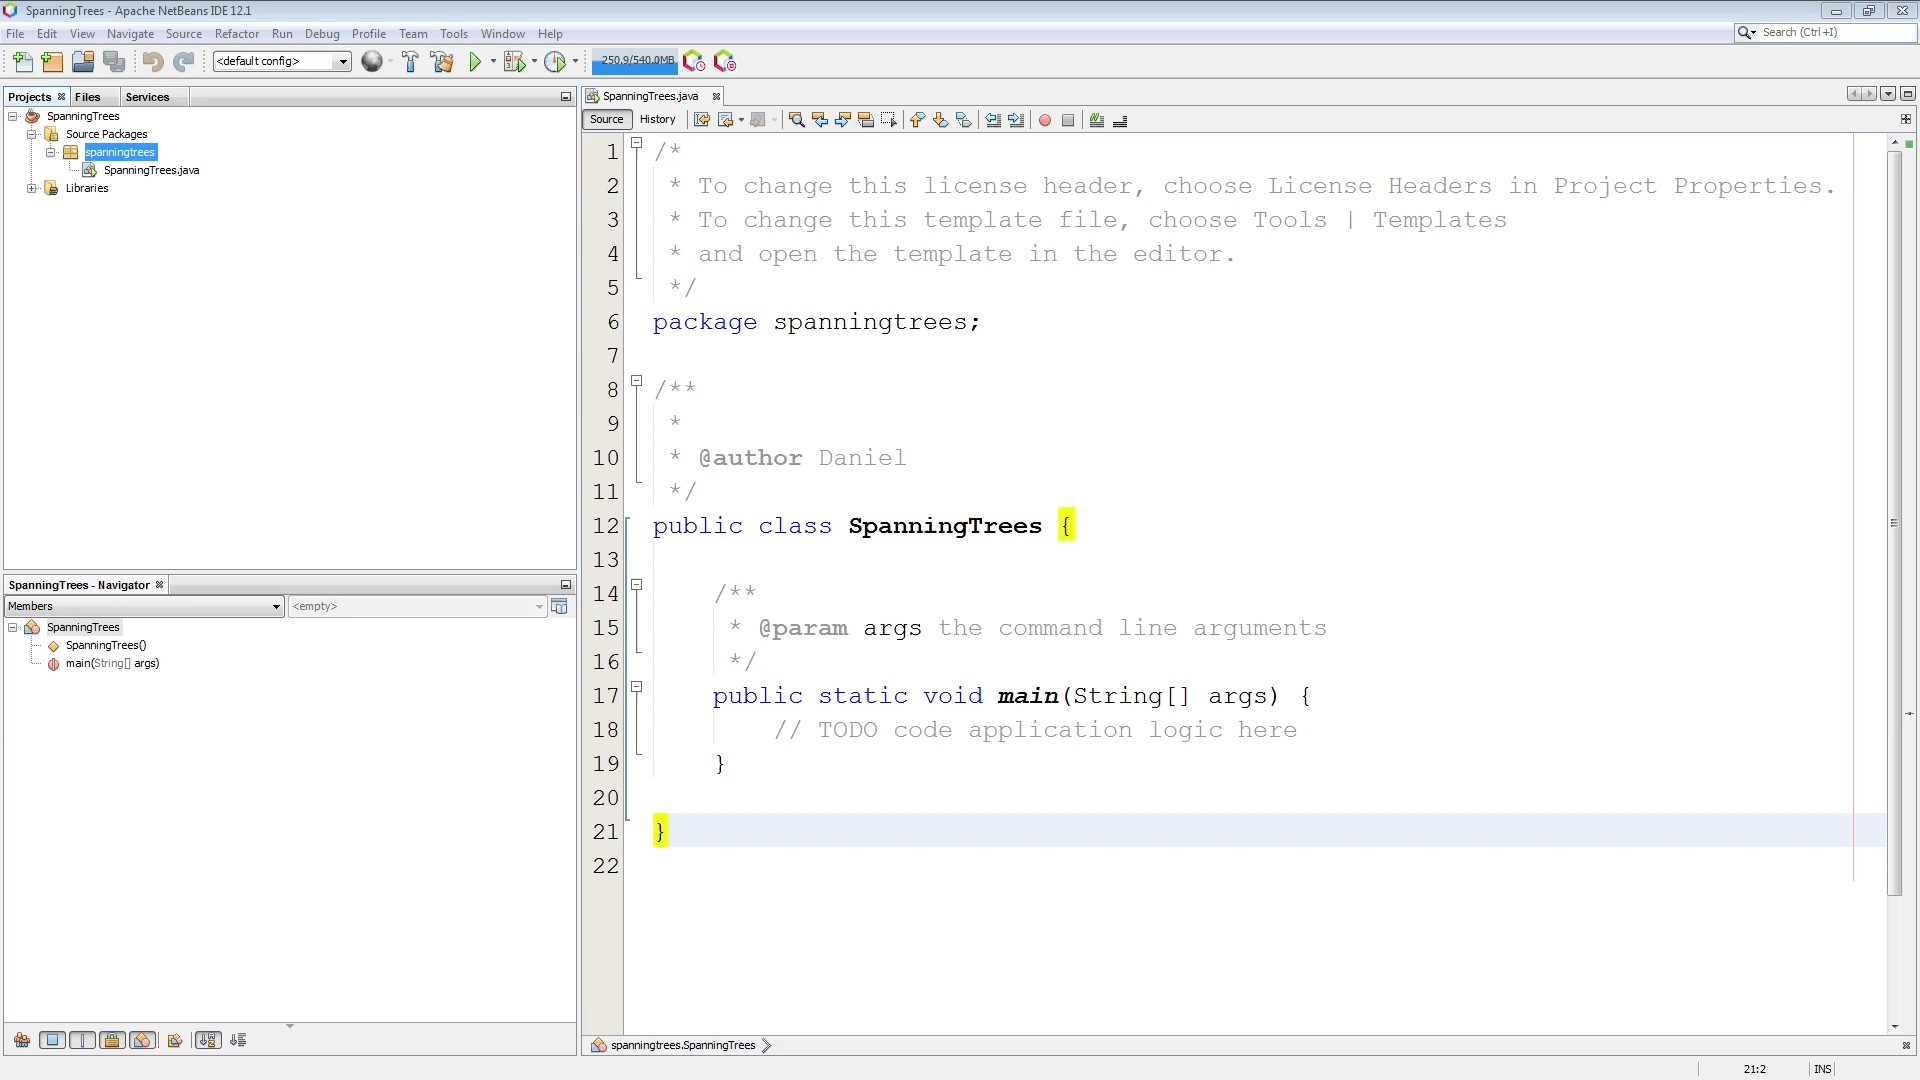 SpanningTrees - Apache NetBeans IDE 12.1
File Edit View Navigate Source Refactor Run Debug Profile Team Tools Window Help
Search (Ctrl+I)
<default config>
250.9/540.0MB
Projects Files Services
SpanningTrees
Source Packages
spanningtrees
SpanningTrees.java
Libraries
SpanningTrees - Navigator
Members
<empty>
SpanningTrees
SpanningTrees()
main(String[] args)
SpanningTrees.java
Source History
1 /*
2 * To change this license header, choose License Headers in Project Properties.
3 * To change this template file, choose Tools | Templates
4 * and open the template in the editor.
5 */
6 package spanningtrees;
7
8 /**
9 *
10 * @author Daniel
11 */
12 public class SpanningTrees {
13
14 /**
15 * @param args the command line arguments
16 */
17 public static void main(String[] args) {
18 // TODO code application logic here
19 }
20
21 }
22
spanningtrees.SpanningTrees
21:2 INS